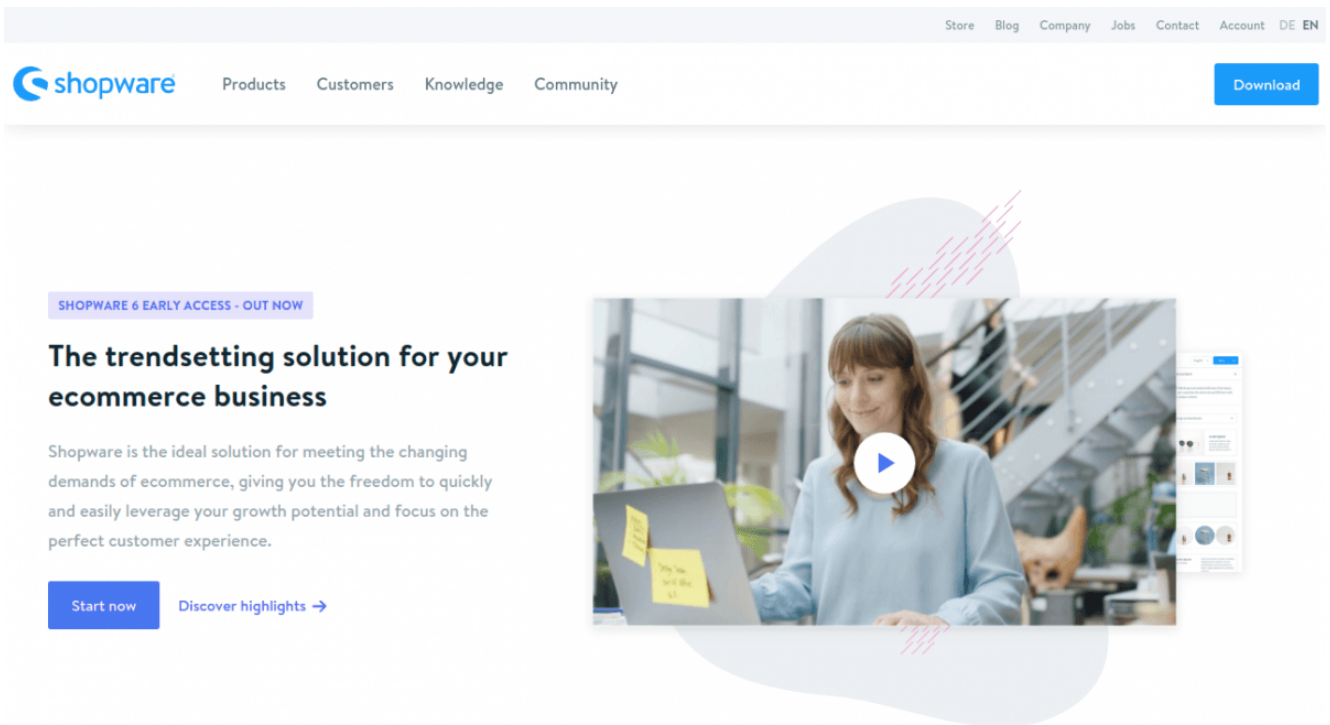 Store Blog Company Jobs Contact Account DE EN
shopware Products Customers Knowledge Community Download
SHOPWARE 6 EARLY ACCESS - OUT NOW
The trendsetting solution for your
ecommerce business
Shopware is the ideal solution for meeting the changing
demands of ecommerce, giving you the freedom to quickly
and easily leverage your growth potential and focus on the
perfect customer experience.
Start now Discover highlights →